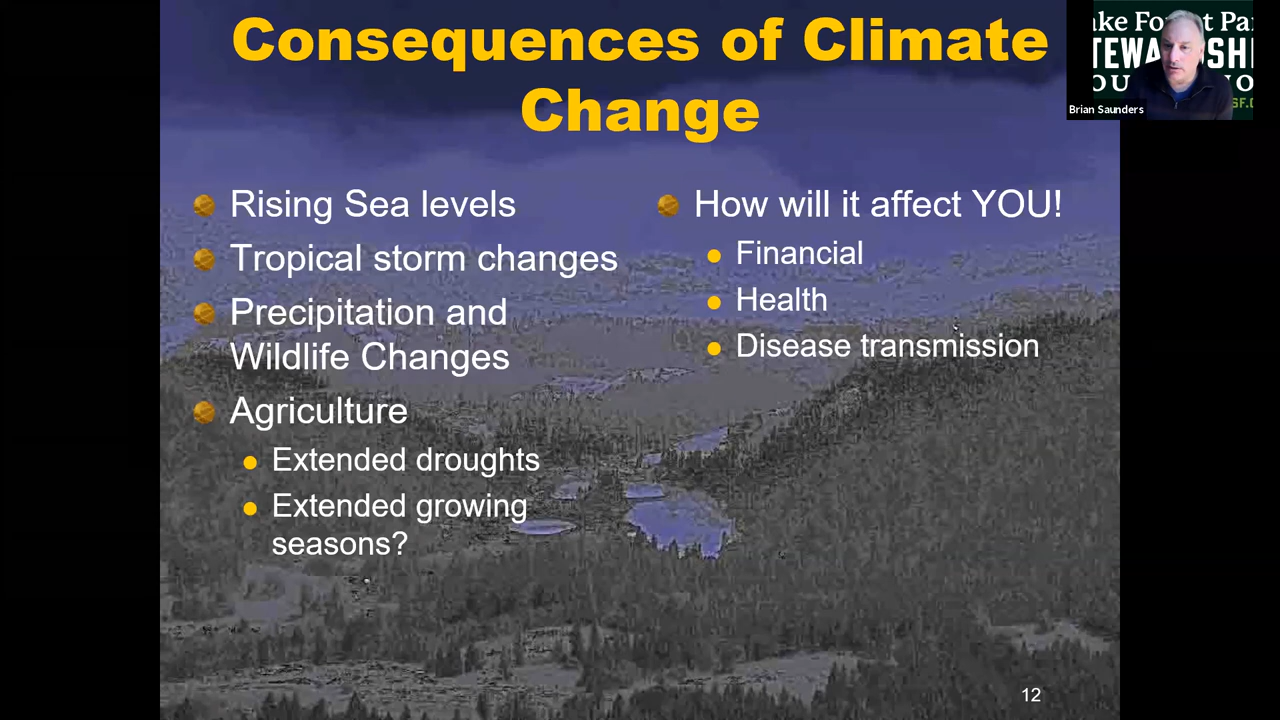 Consequences of Climate
Change
Rising Sea levels
Tropical storm changes
Precipitation and
Wildlife Changes
Agriculture
Extended droughts
Extended growing
seasons?
How will it affect YOU!
Financial
Health
Disease transmission
12
Brian Saunders